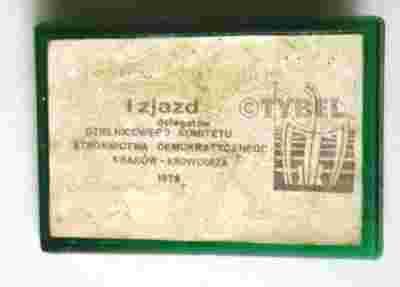 I zjazd
delegatów
DZIELNICOWEGO KOMITETU
STRONNICTWA DEMOKRATYCZNEGO
KRAKÓW - KROWODRZA
1978
©TYBEL